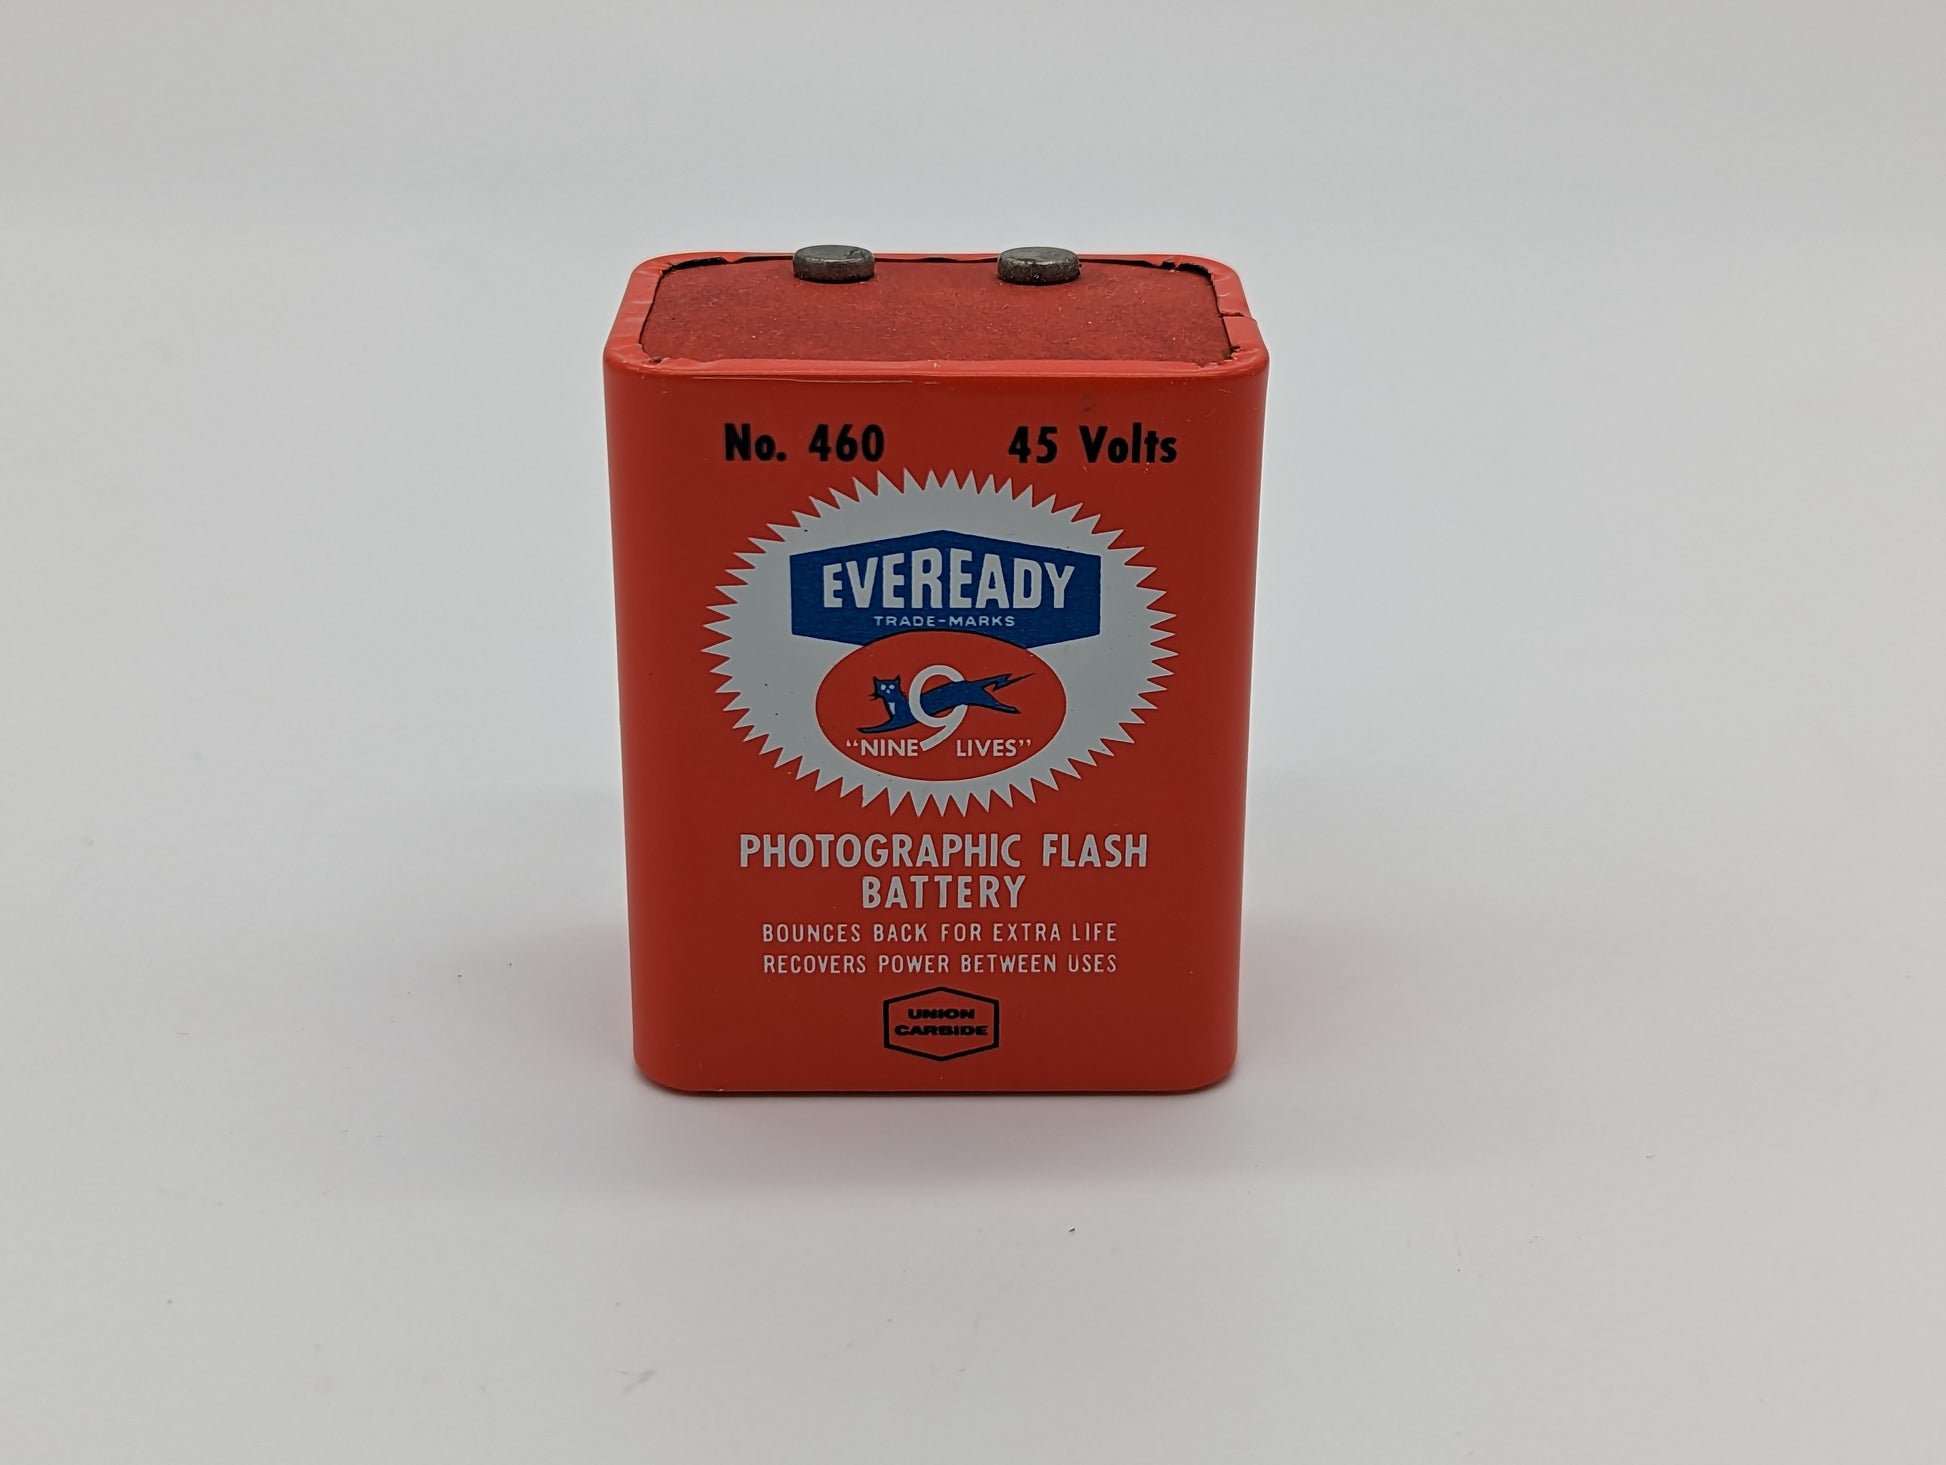 No. 460 45 Volts
EVEREADY
TRADE-MARKS
9
"NINE LIVES"
PHOTOGRAPHIC FLASH
BATTERY
BOUNCES BACK FOR EXTRA LIFE
RECOVERS POWER BETWEEN USES
UNION
CARBIDE